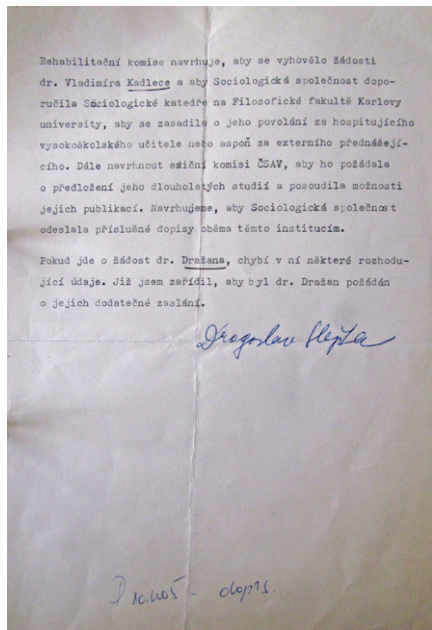 Rehabilitační komise navrhuje, aby se vyhovělo žádosti
dr. Vladimíra Kadlece a aby Sociologická společnost dopo-
ručila Sociologické katedře na Filosofické fakultě Karlovy
university, aby se zasadila o jeho povolání za hospitujícího
vysokoškolského učitele nebo aspoň za externího přednášejí-
cího. Dále navrhnout ediční komisi ČSAV, aby ho požádala
o předložení jeho dlouholetých studií a posoudila možnosti
jejich publikací. Navrhujeme, aby Sociologická společnost
odeslala příslušné dopisy oběma těmto institucím.
Pokud jde o žádost dr. Dražana, chybí v ní některé rozhodu-
jící údaje. Již jsem zařídil, aby byl dr. Dražan požádán
o jejich dodatečné zaslání.
Dragoslav Slejška
dopis.